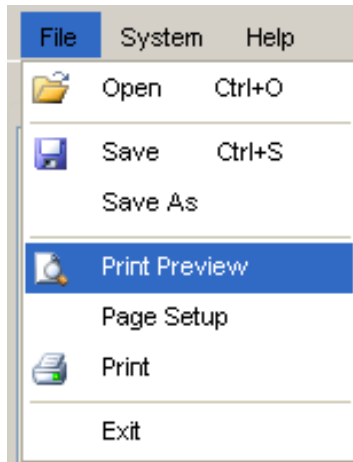 File System Help
Open Ctrl+O
Save Ctrl+S
Save As
Print Preview
Page Setup
Print
Exit